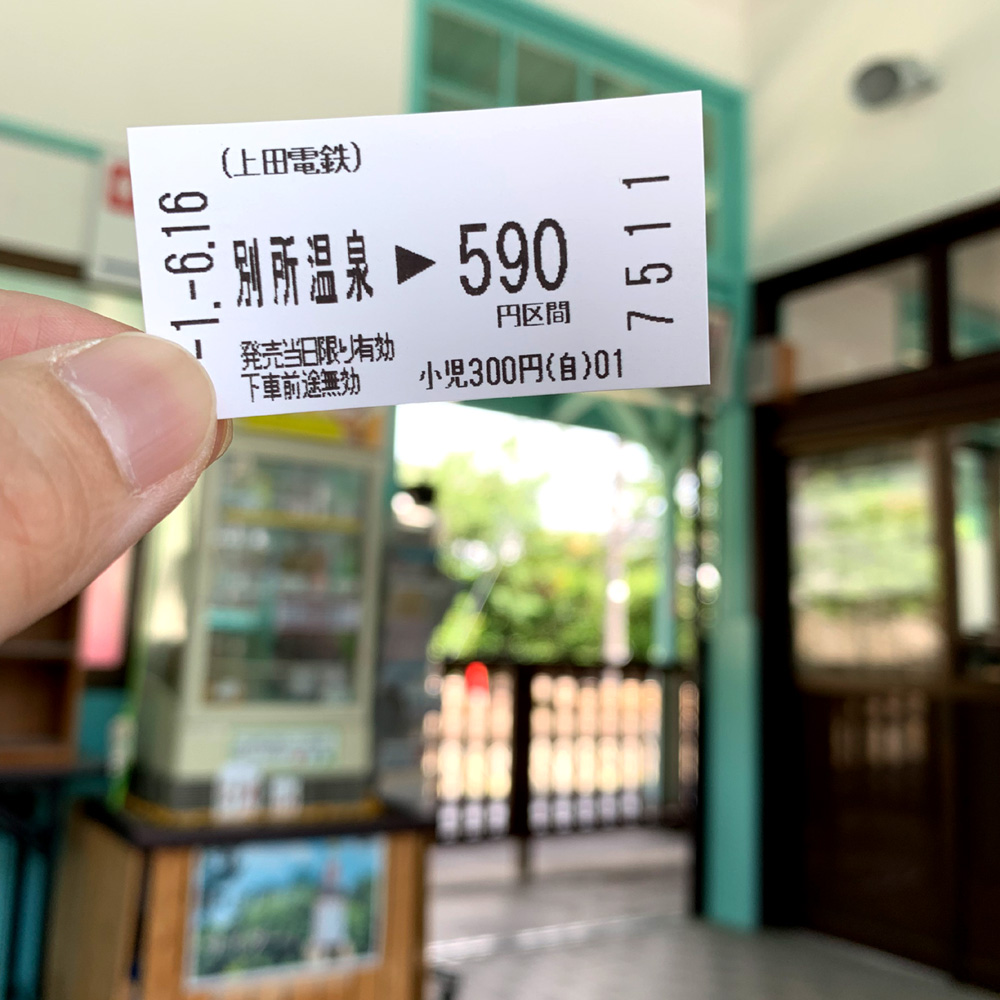 (上田電鉄)
-1.-6.16
別所温泉 ▶ 590
円区間
発売当日限り有効
下車前途無効
小児300円(自)01
7511